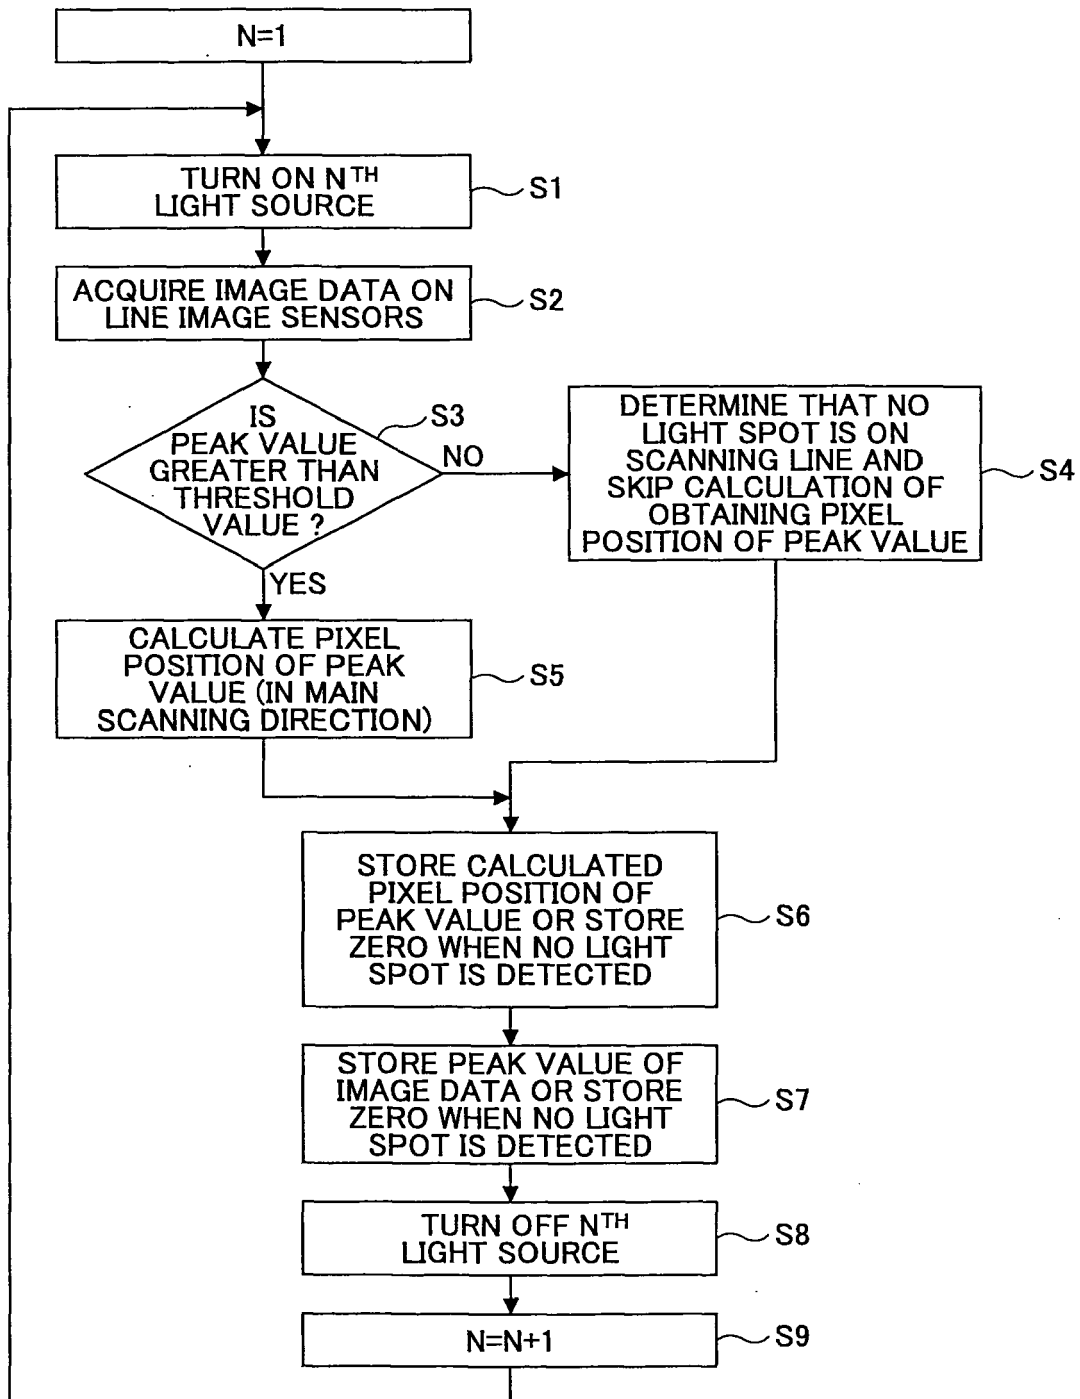 N=1
TURN ON NTH
LIGHT SOURCE
S1
ACQUIRE IMAGE DATA ON
LINE IMAGE SENSORS
S2
IS
PEAK VALUE
GREATER THAN
THRESHOLD
VALUE ?
S3
NO
YES
DETERMINE THAT NO
LIGHT SPOT IS ON
SCANNING LINE AND
SKIP CALCULATION OF
OBTAINING PIXEL
POSITION OF PEAK VALUE
S4
CALCULATE PIXEL
POSITION OF PEAK
VALUE (IN MAIN
SCANNING DIRECTION)
S5
STORE CALCULATED
PIXEL POSITION OF
PEAK VALUE OR STORE
ZERO WHEN NO LIGHT
SPOT IS DETECTED
S6
STORE PEAK VALUE OF
IMAGE DATA OR STORE
ZERO WHEN NO LIGHT
SPOT IS DETECTED
S7
TURN OFF NTH
LIGHT SOURCE
S8
N=N+1
S9